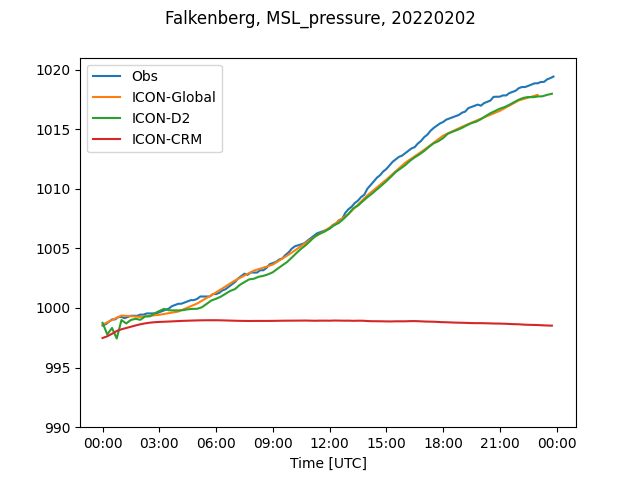 Falkenberg, MSL_pressure, 20220202
Obs
ICON-Global
ICON-D2
ICON-CRM
1020
1015
1010
1005
1000
995
990
00:00 03:00 06:00 09:00 12:00 15:00 18:00 21:00 00:00
Time [UTC]